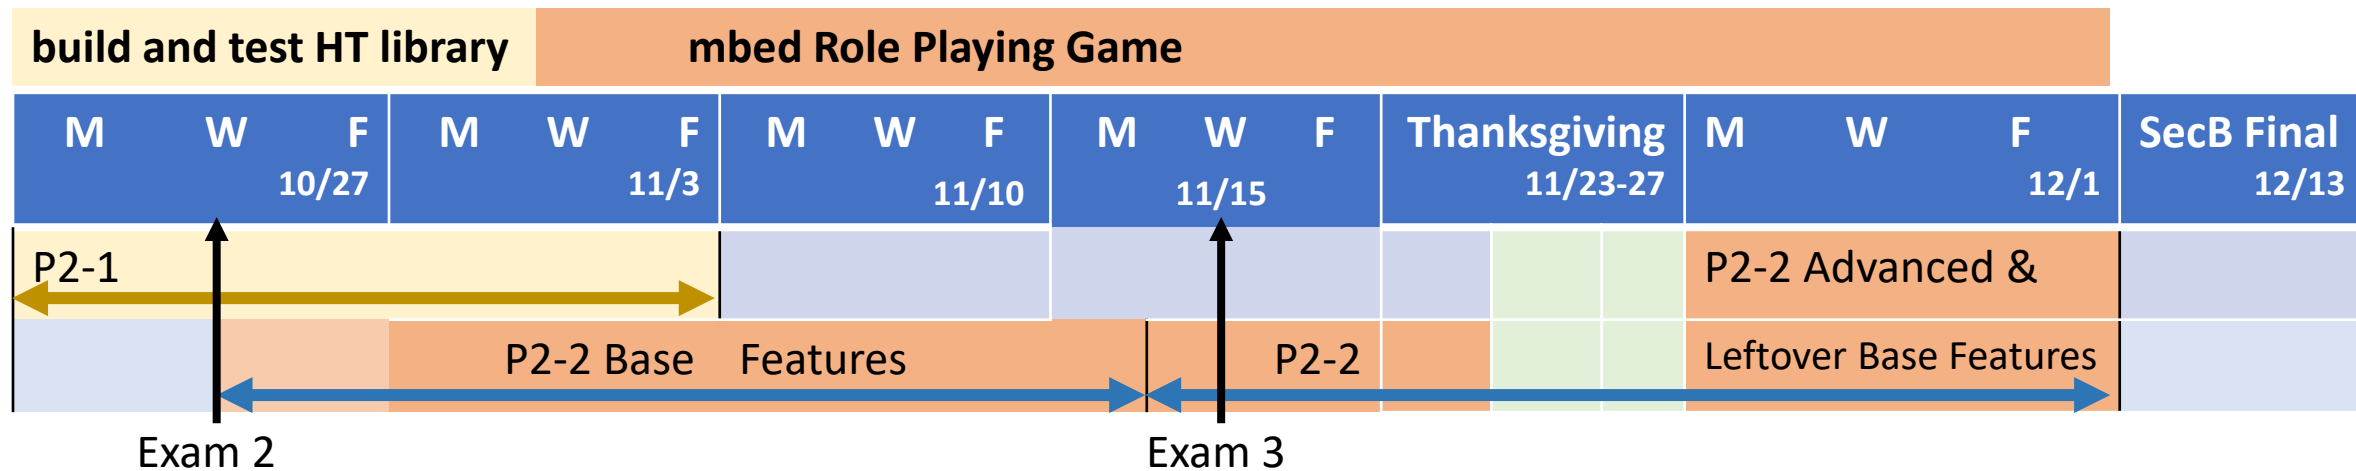 build and test HT library mbed Role Playing Game
M W F M W F M W F M W F Thanksgiving M W F SecB Final
10/27 11/3 11/10 11/15 11/23-27 12/1 12/13
P2-1 P2-2 Advanced &
P2-2 Base Features P2-2 Leftover Base Features
Exam 2 Exam 3